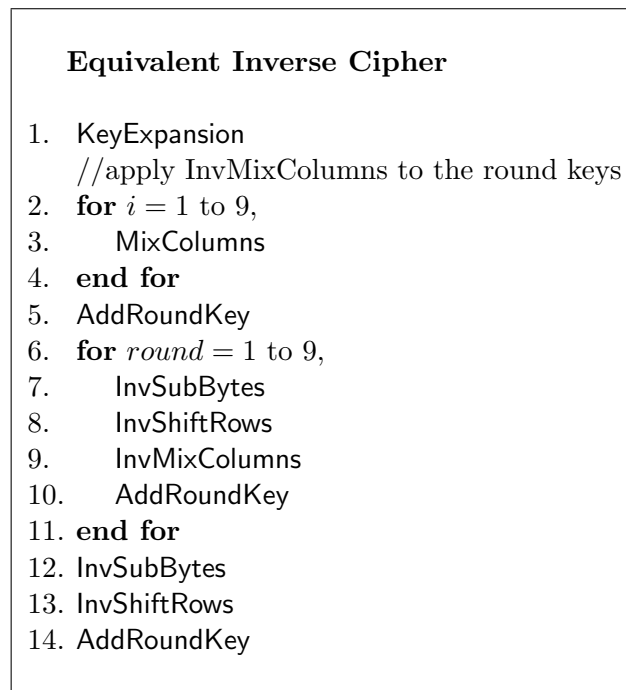 Equivalent Inverse Cipher
1. KeyExpansion
//apply InvMixColumns to the round keys
2. for i = 1 to 9,
3. MixColumns
4. end for
5. AddRoundKey
6. for round = 1 to 9,
7. InvSubBytes
8. InvShiftRows
9. InvMixColumns
10. AddRoundKey
11. end for
12. InvSubBytes
13. InvShiftRows
14. AddRoundKey